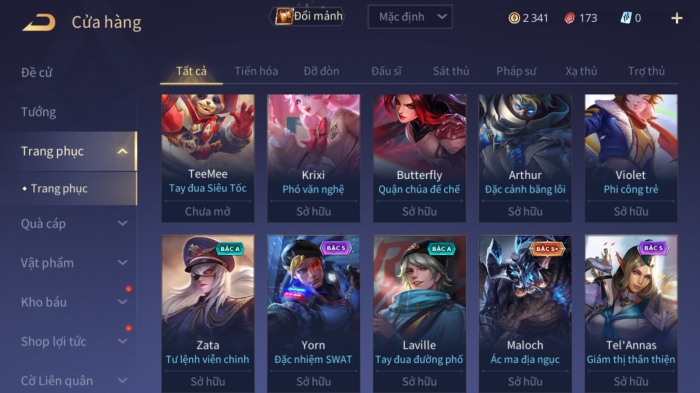 Cửa hàng
Đổi mảnh
Mặc định
2 341
173
0
Đề cử
Tướng
Trang phục
Trang phục
Quà cáp
Vật phẩm
Kho báu
Shop lợi tức
Cờ Liên quân
Tất cả
Tiến hóa
Đỡ đòn
Đấu sĩ
Sát thủ
Pháp sư
Xạ thủ
Trợ thủ
TeeMee
Tay đua Siêu Tốc
Chưa mở
Krixi
Phó văn nghệ
Sở hữu
Butterfly
Quận chúa đế chế
Sở hữu
Arthur
Đặc cảnh băng lôi
Sở hữu
Violet
Phi công trẻ
Sở hữu
BẬC A
Zata
Tư lệnh viễn chinh
Sở hữu
BẬC S
Yorn
Đặc nhiệm SWAT
Sở hữu
BẬC A
Laville
Tay đua đường phố
Sở hữu
BẬC S+
Maloch
Ác ma địa ngục
Sở hữu
BẬC S
Tel'Annas
Giám thị thân thiện
Sở hữu